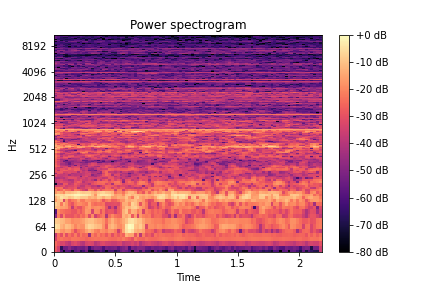 Power spectrogram
Hz
8192
4096
2048
1024
512
256
128
64
0
0 0.5 1 1.5 2
Time
+0 dB
-10 dB
-20 dB
-30 dB
-40 dB
-50 dB
-60 dB
-70 dB
-80 dB